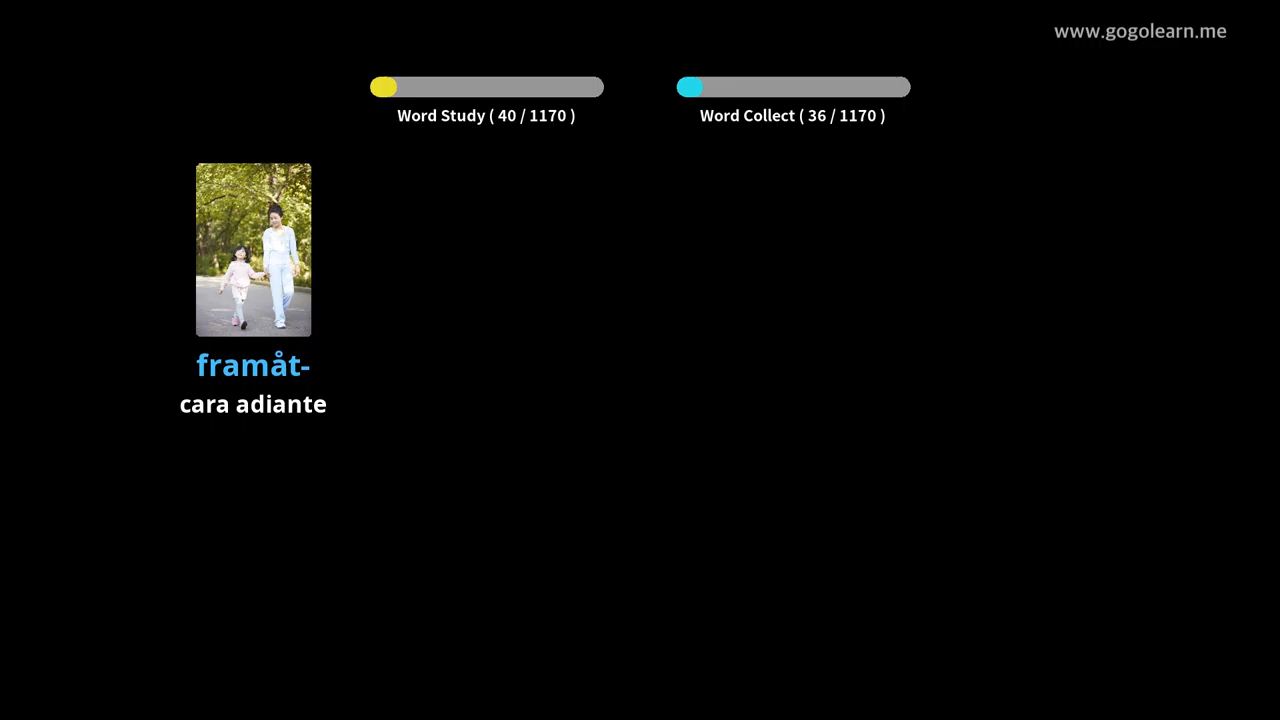 www.gogolearn.me
Word Study ( 40 / 1170 )
Word Collect ( 36 / 1170 )
framåt-
cara adiante